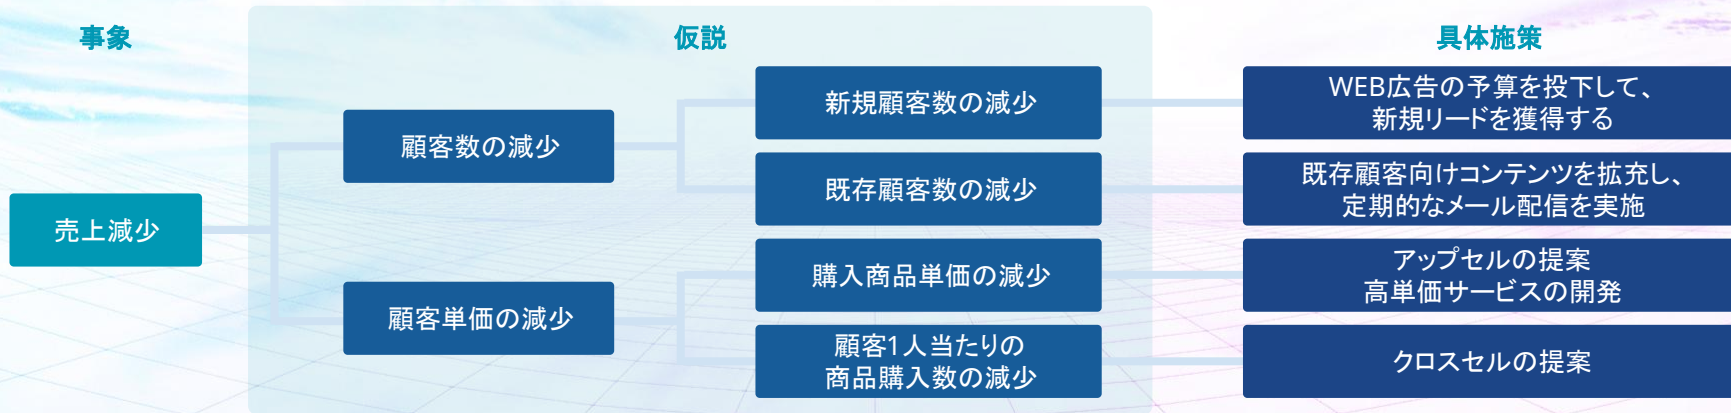 事象
仮説
具体施策
売上減少
顧客数の減少
顧客単価の減少
新規顧客数の減少
既存顧客数の減少
購入商品単価の減少
顧客1人当たりの
商品購入数の減少
WEB広告の予算を投下して、
新規リードを獲得する
既存顧客向けコンテンツを拡充し、
定期的なメール配信を実施
アップセルの提案
高単価サービスの開発
クロスセルの提案